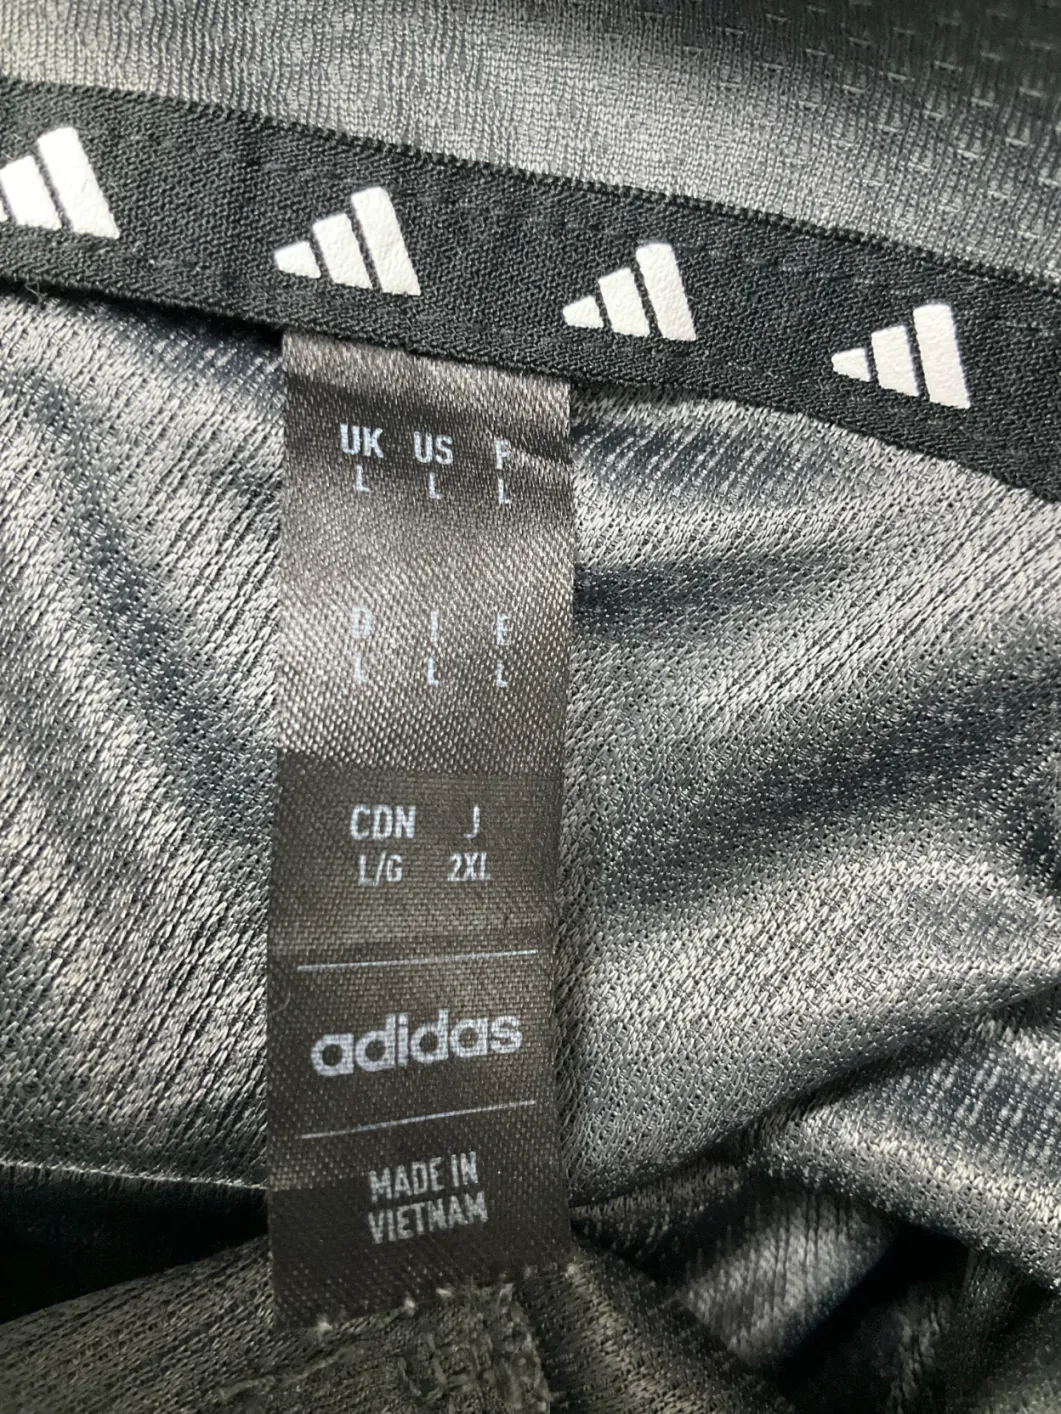 UK US F
L L L
D I E
L L L
CDN J
L/G 2XL
adidas
MADE IN
VIETNAM